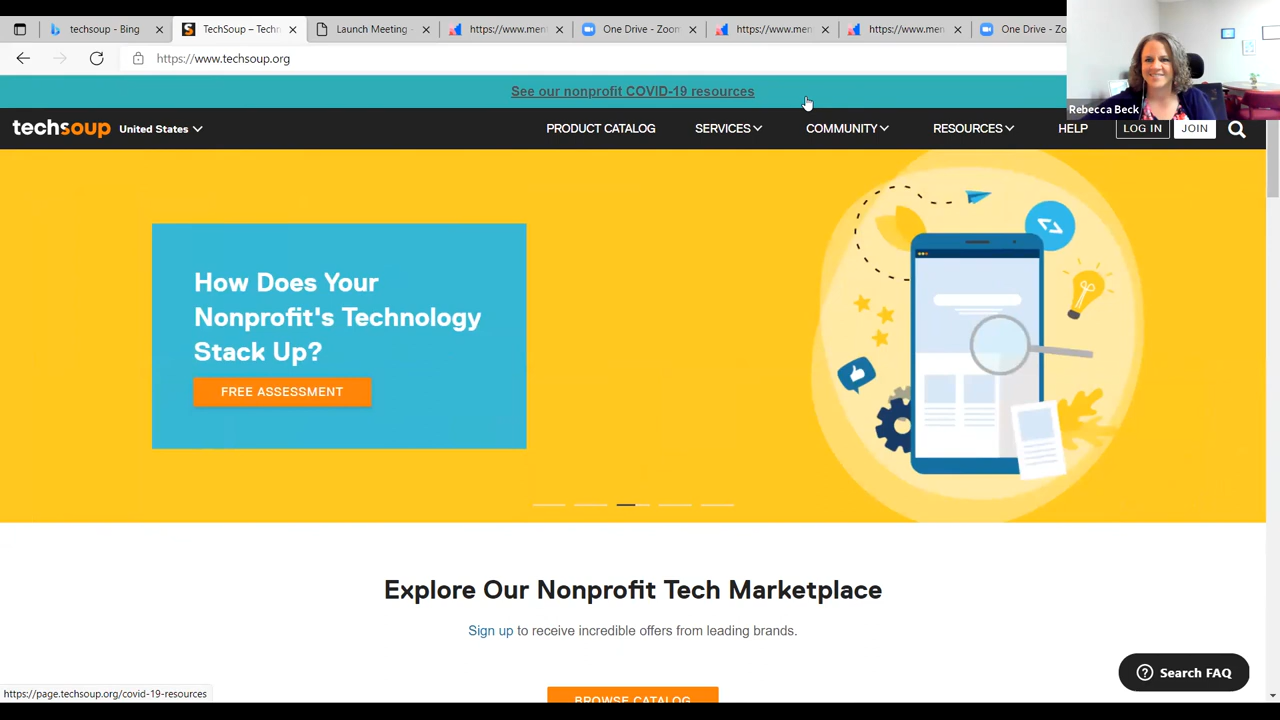 techsoup - Bing
TechSoup – Techn
Launch Meeting -
https://www.men
One Drive - Zoom
https://www.men
https://www.men
One Drive - Zo
https://www.techsoup.org
Rebecca Beck
See our nonprofit COVID-19 resources
techsoup
United States
PRODUCT CATALOG
SERVICES
COMMUNITY
RESOURCES
HELP
LOG IN
JOIN
How Does Your
Nonprofit's Technology
Stack Up?
FREE ASSESSMENT
Explore Our Nonprofit Tech Marketplace
Sign up to receive incredible offers from leading brands.
BROWSE CATALOG
Search FAQ
https://page.techsoup.org/covid-19-resources